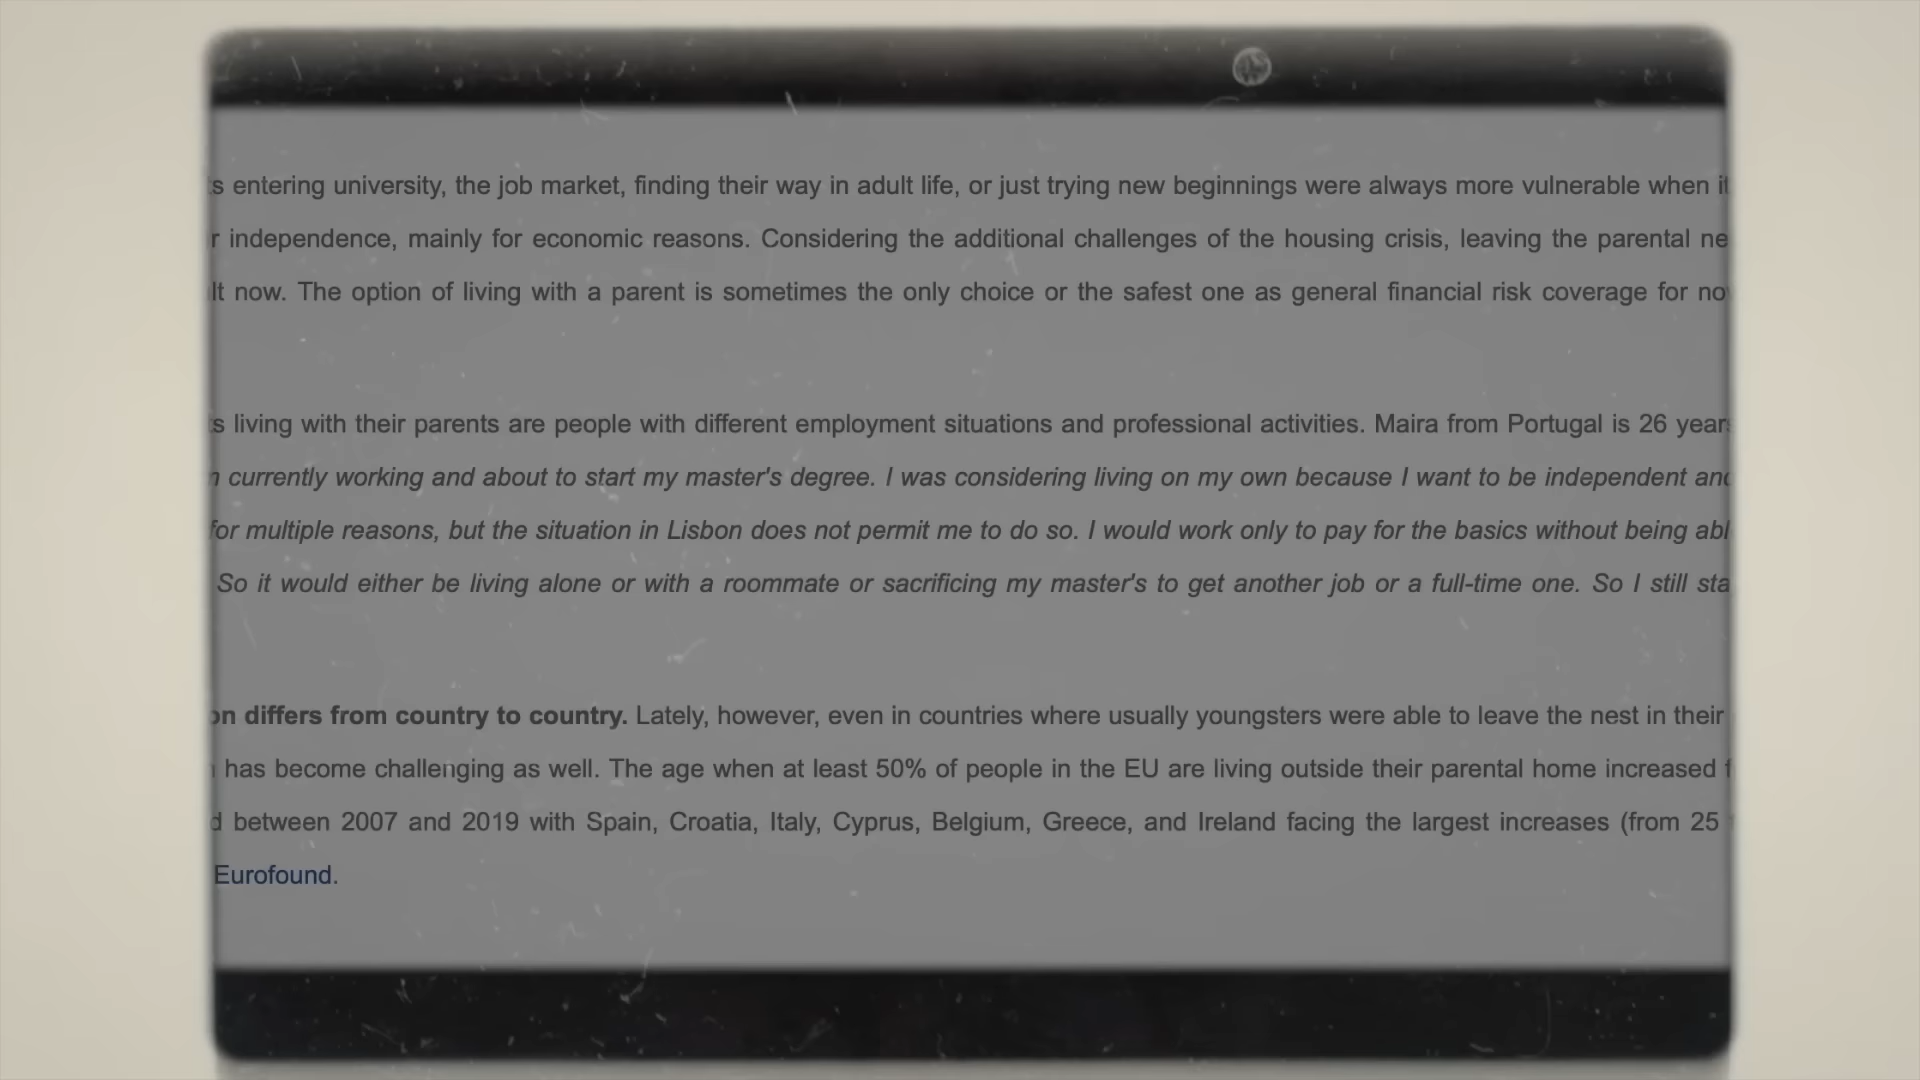 entering university, the job market, finding their way in adult life, or just trying new beginnings were always more vulnerable when it
independence, mainly for economic reasons. Considering the additional challenges of the housing crisis, leaving the parental
now. The option of living with a parent is sometimes the only choice or the safest one as general financial risk coverage for
living with their parents are people with different employment situations and professional activities. Maira from Portugal is 26
currently working and about to start my master's degree. I was considering living on my own because I want to be independent and
for multiple reasons, but the situation in Lisbon does not permit me to do so. I would work only to pay for the basics without being
So it would either be living alone or with a roommate or sacrificing my master's to get another job or a full-time one. So I still
differs from country to country. Lately, however, even in countries where usually youngsters were able to leave the nest in their
has become challenging as well. The age when at least 50% of people in the EU are living outside their parental home increased
between 2007 and 2019 with Spain, Croatia, Italy, Cyprus, Belgium, Greece, and Ireland facing the largest increases (from 25
Eurofound.